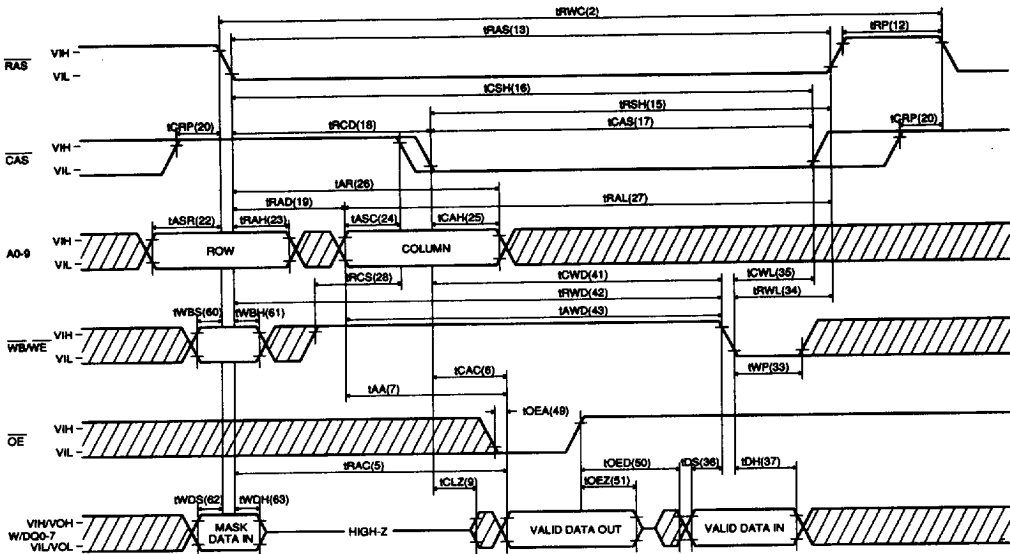 tRWC(2)
tRAS(13)
tRP(12)
RAS
VIH
VIL
tCSH(16)
tRSH(15)
tCRP(20)
tRCD(18)
tCAS(17)
tCRP(20)
CAS
VIH
VIL
tAR(26)
tRAD(19)
tRAL(27)
tASR(22)
tRAH(23)
tASC(24)
tCAH(25)
A0-9
VIH
VIL
ROW
COLUMN
tRCS(28)
tCWD(41)
tCWL(35)
tRWD(42)
tRWL(34)
tWBS(60)
tWBH(61)
tAWD(43)
WB/WE
VIH
VIL
tWP(33)
tCAC(6)
tAA(7)
tOEA(49)
OE
VIH
VIL
tRAC(5)
tOED(50)
tDS(36)
tDH(37)
tCLZ(9)
tOEZ(51)
tWDS(62)
tWDH(63)
VIH/VOH
W/DQ0-7
VIL/VOL
MASK
DATA IN
HIGH-Z
VALID DATA OUT
VALID DATA IN